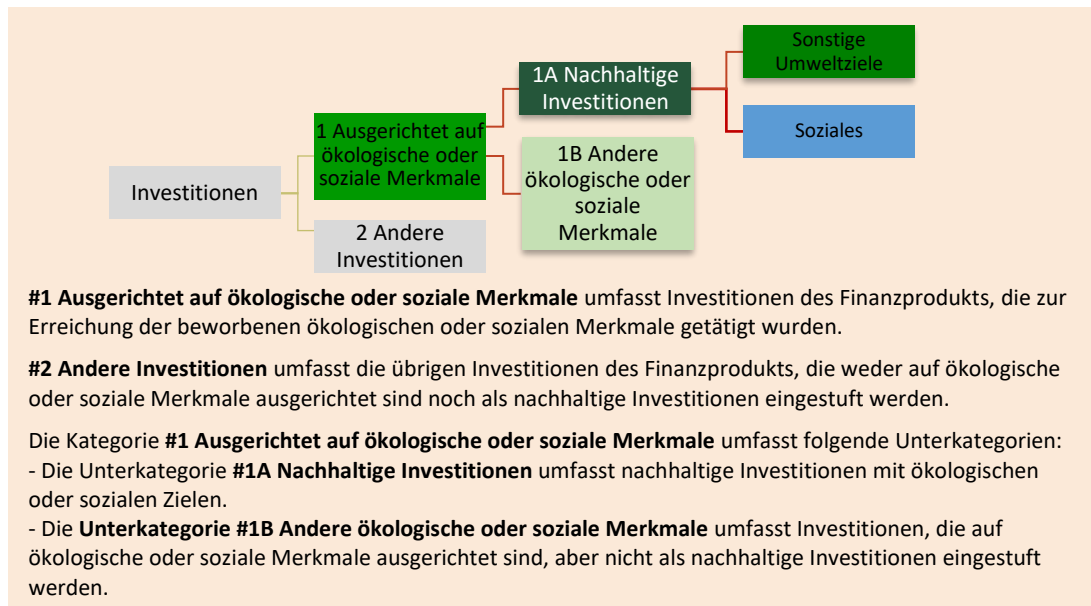 Sonstige
Umweltziele
1A Nachhaltige
Investitionen
Soziales
1 Ausgerichtet auf
ökologische oder
soziale Merkmale
1B Andere
ökologische oder
soziale
Merkmale
Investitionen
2 Andere
Investitionen
#1 Ausgerichtet auf ökologische oder soziale Merkmale umfasst Investitionen des Finanzprodukts, die zur
Erreichung der beworbenen ökologischen oder sozialen Merkmale getätigt wurden.
#2 Andere Investitionen umfasst die übrigen Investitionen des Finanzprodukts, die weder auf ökologische
oder soziale Merkmale ausgerichtet sind noch als nachhaltige Investitionen eingestuft werden.
Die Kategorie #1 Ausgerichtet auf ökologische oder soziale Merkmale umfasst folgende Unterkategorien:
- Die Unterkategorie #1A Nachhaltige Investitionen umfasst nachhaltige Investitionen mit ökologischen
oder sozialen Zielen.
- Die Unterkategorie #1B Andere ökologische oder soziale Merkmale umfasst Investitionen, die auf
ökologische oder soziale Merkmale ausgerichtet sind, aber nicht als nachhaltige Investitionen eingestuft
werden.